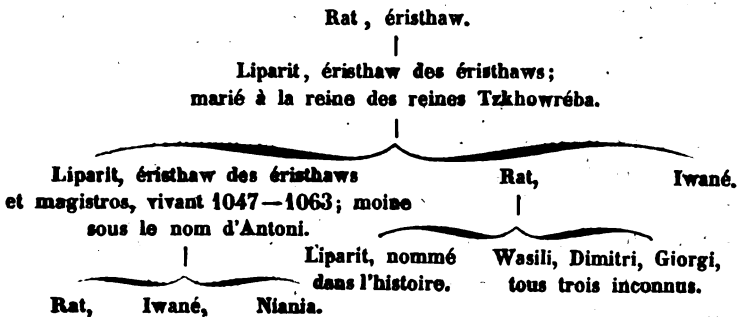 Rat, éristhaw.
Liparit, éristhaw des éristhaws;
marié à la reine des reines Tzkhowréba.
Liparit, éristhaw des éristhaws
et magistros, vivant 1047—1063; moine
sous le nom d'Antoni.
Rat,
Iwané.
Liparit, nommé
dans l'histoire.
Wasili, Dimitri, Giorgi,
tous trois inconnus.
Rat, Iwané, Niania.